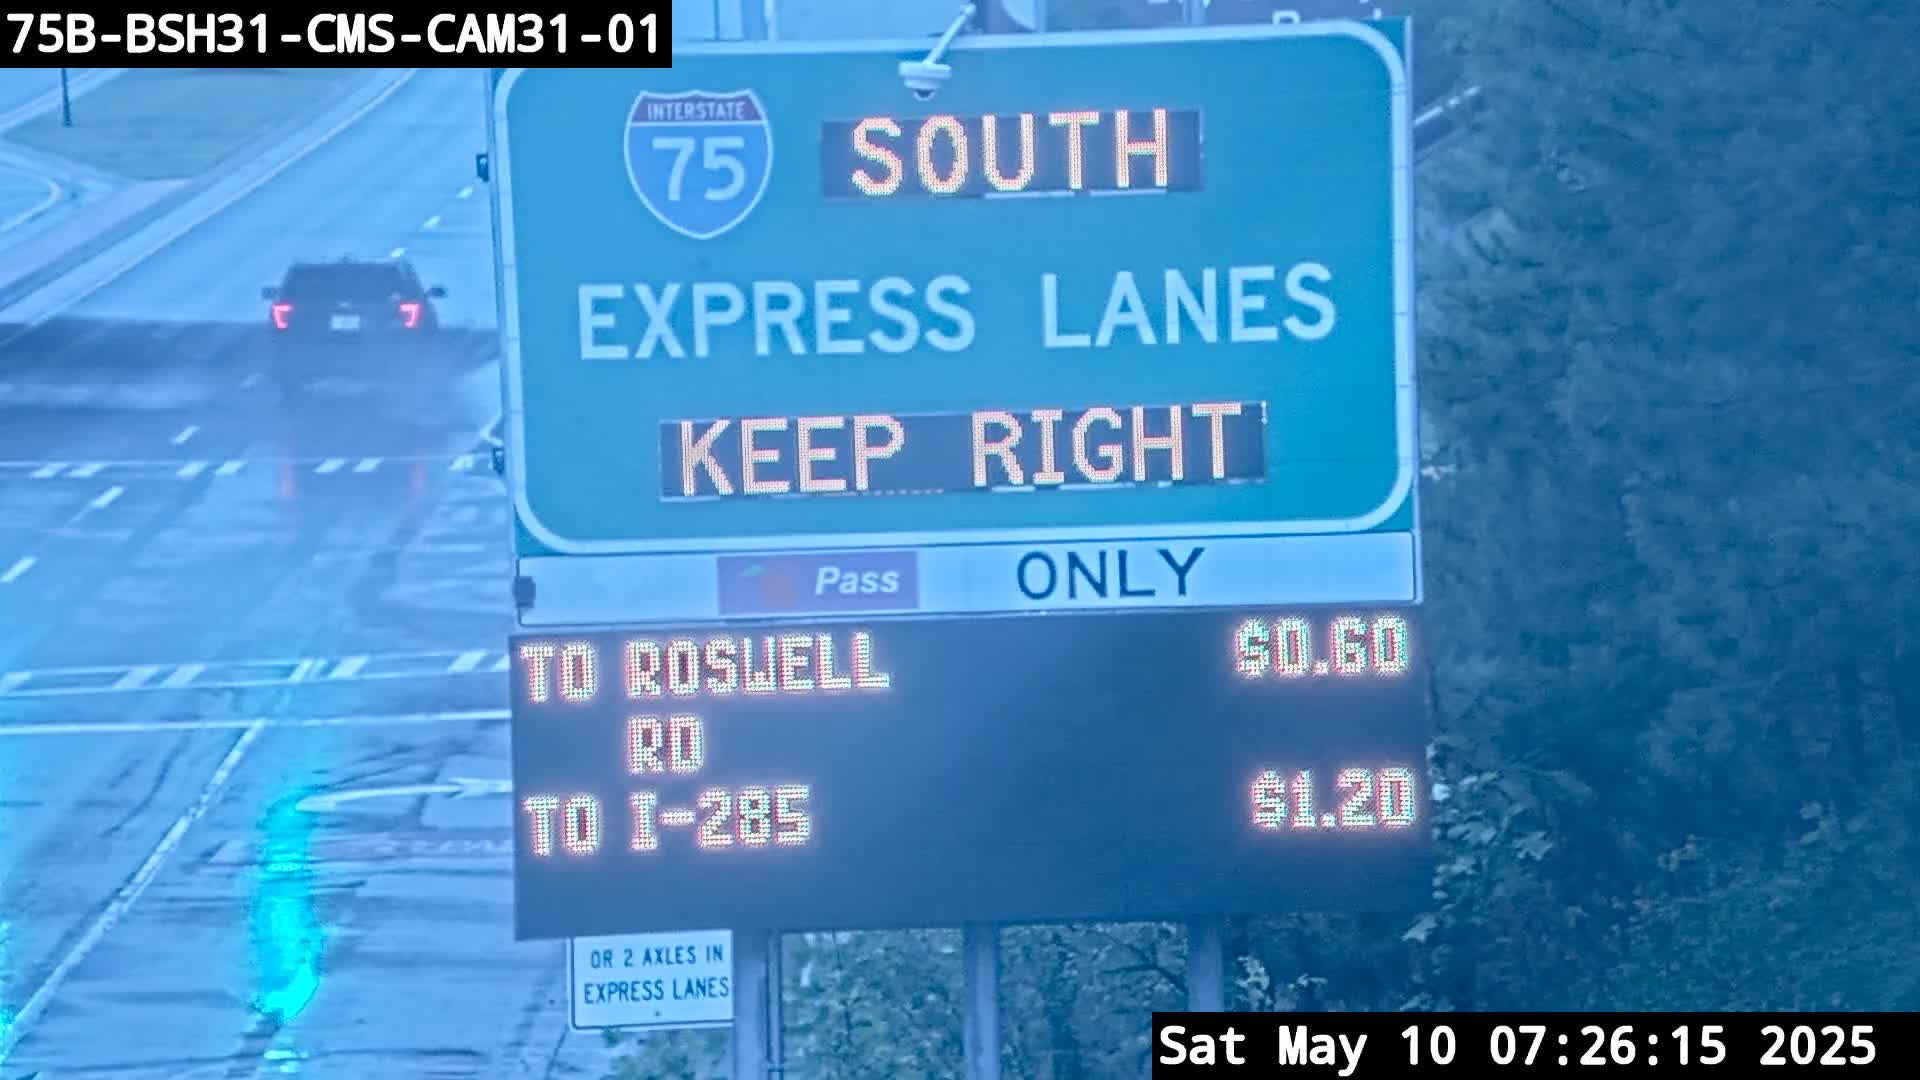 75B-BSH31-CMS-CAM31-01
INTERSTATE
75
SOUTH
EXPRESS LANES
KEEP RIGHT
Pass ONLY
TO ROSWELL $0.60
RD
TO I-285 $1.20
OR 2 AXLES IN
EXPRESS LANES
Sat May 10 07:26:15 2025